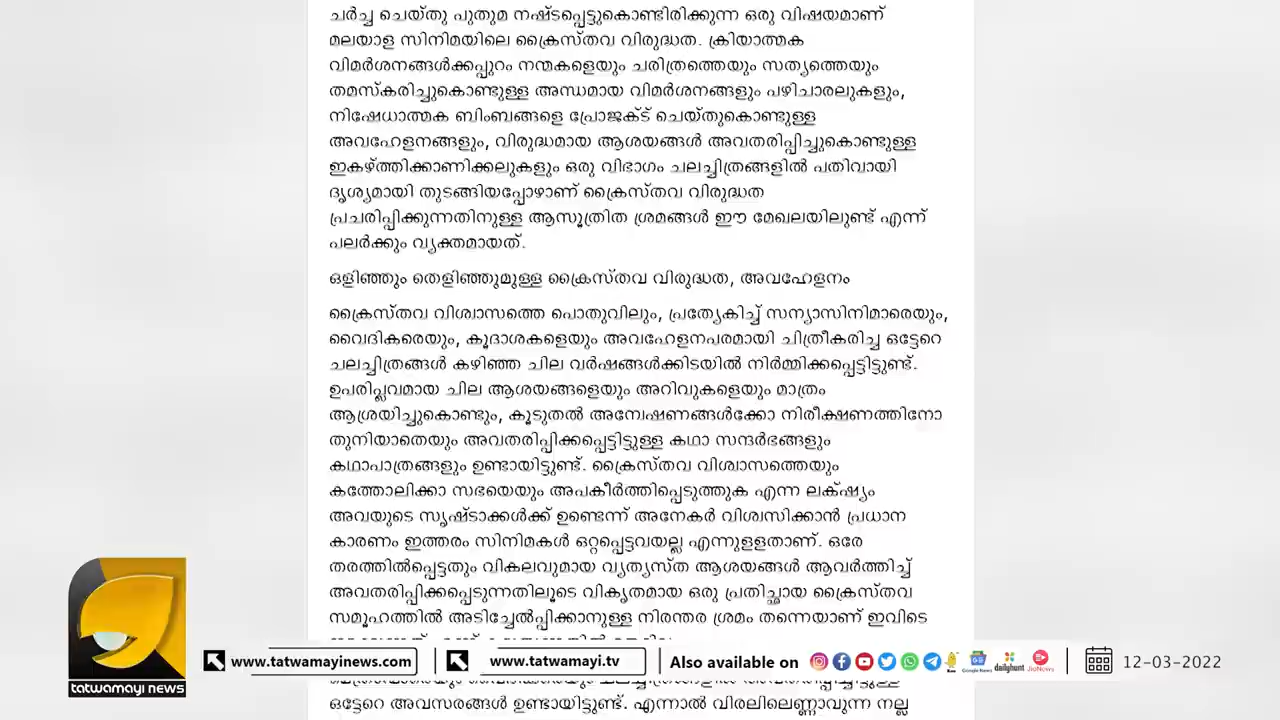 ചർച്ച ചെയ്തു പുതുമ നഷ്ടപ്പെട്ടുകൊണ്ടിരിക്കുന്ന ഒരു വിഷയമാണ്
മലയാള സിനിമയിലെ ക്രൈസ്തവ വിരുദ്ധത. ക്രിയാത്മക
വിമർശനങ്ങൾക്കപ്പുറം നന്മകളെയും ചരിത്രത്തെയും സത്യത്തെയും
തമസ്കരിച്ചുകൊണ്ടുള്ള അന്ധമായ വിമർശനങ്ങളും പഴിചാരലുകളും,
നിഷേധാത്മക ബിംബങ്ങളെ പ്രോജക്ട് ചെയ്തുകൊണ്ടുള്ള
അവഹേളനങ്ങളും, വിരുദ്ധമായ ആശയങ്ങൾ അവതരിപ്പിച്ചുകൊണ്ടുള്ള
ഇകഴ്ത്തിക്കാണിക്കലുകളും ഒരു വിഭാഗം ചലച്ചിത്രങ്ങളിൽ പതിവായി
ദൃശ്യമായി തുടങ്ങിയപ്പോഴാണ് ക്രൈസ്തവ വിരുദ്ധത
പ്രചരിപ്പിക്കുന്നതിനുള്ള ആസൂത്രിത ശ്രമങ്ങൾ ഈ മേഖലയിലുണ്ട് എന്ന്
പലർക്കും വ്യക്തമായത്.
ഒളിഞ്ഞും തെളിഞ്ഞുമുള്ള ക്രൈസ്തവ വിരുദ്ധത, അവഹേളനം
ക്രൈസ്തവ വിശ്വാസത്തെ പൊതുവിലും, പ്രത്യേകിച്ച് സന്യാസിനിമാരെയും,
വൈദികരെയും, കൂദാശകളെയും അവഹേളനപരമായി ചിത്രീകരിച്ച ഒട്ടേറെ
ചലച്ചിത്രങ്ങൾ കഴിഞ്ഞ ചില വർഷങ്ങൾക്കിടയിൽ നിർമ്മിക്കപ്പെട്ടിട്ടുണ്ട്.
ഉപരിപ്ലവമായ ചില ആശയങ്ങളെയും അറിവുകളെയും മാത്രം
ആശ്രയിച്ചുകൊണ്ടും, കൂടുതൽ അന്വേഷണങ്ങൾക്കോ നിരീക്ഷണത്തിനോ
തുനിയാതെയും അവതരിപ്പിക്കപ്പെട്ടിട്ടുള്ള കഥാ സന്ദർഭങ്ങളും
കഥാപാത്രങ്ങളും ഉണ്ടായിട്ടുണ്ട്. ക്രൈസ്തവ വിശ്വാസത്തെയും
കത്തോലിക്കാ സഭയെയും അപകീർത്തിപ്പെടുത്തുക എന്ന ലക്‌ഷ്യം
അവയുടെ സൃഷ്ടാക്കൾക്ക് ഉണ്ടെന്ന് അനേകർ വിശ്വസിക്കാൻ പ്രധാന
കാരണം ഇത്തരം സിനിമകൾ ഒറ്റപ്പെട്ടവയല്ല എന്നുളളതാണ്. ഒരേ
തരത്തിൽപ്പെട്ടതും വികലവുമായ വ്യത്യസ്ത ആശയങ്ങൾ ആവർത്തിച്ച്
അവതരിപ്പിക്കപ്പെടുന്നതിലൂടെ വികൃതമായ ഒരു പ്രതിച്ഛായ ക്രൈസ്തവ
സമൂഹത്തിൽ അടിച്ചേൽപ്പിക്കാനുള്ള നിരന്തര ശ്രമം തന്നെയാണ് ഇവിടെ
tatwamayi news
www.tatwamayinews.com
www.tatwamayi.tv
Also available on
Google News
dailyhunt
JioNews
12-03-2022
ഒട്ടേറെ അവസരങ്ങൾ ഉണ്ടായിട്ടുണ്ട്. എന്നാൽ വിരലിലെണ്ണാവുന്ന നല്ല